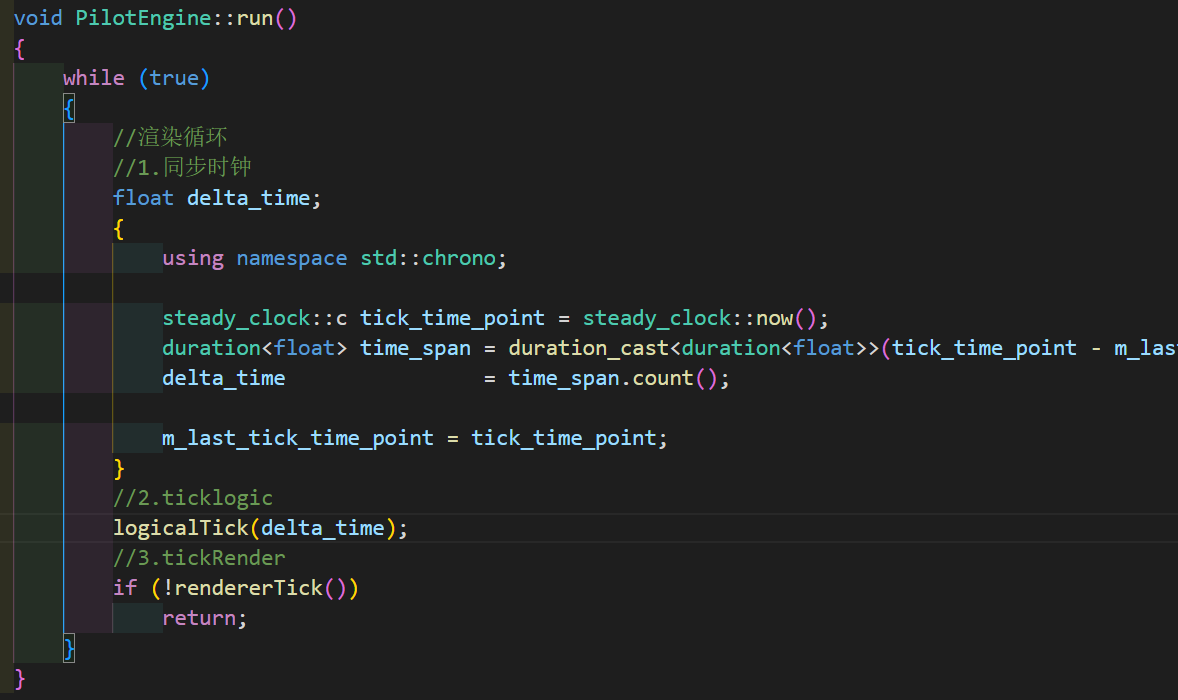 void PilotEngine::run()
{
    while (true)
    {
        //渲染循环
        //1.同步时钟
        float delta_time;
        {
            using namespace std::chrono;

            steady_clock::c tick_time_point = steady_clock::now();
            duration<float> time_span = duration_cast<duration<float>>(tick_time_point - m_las
            delta_time                = time_span.count();

            m_last_tick_time_point = tick_time_point;
        }
        //2.ticklogic
        logicalTick(delta_time);
        //3.tickRender
        if (!rendererTick())
            return;
    }
}